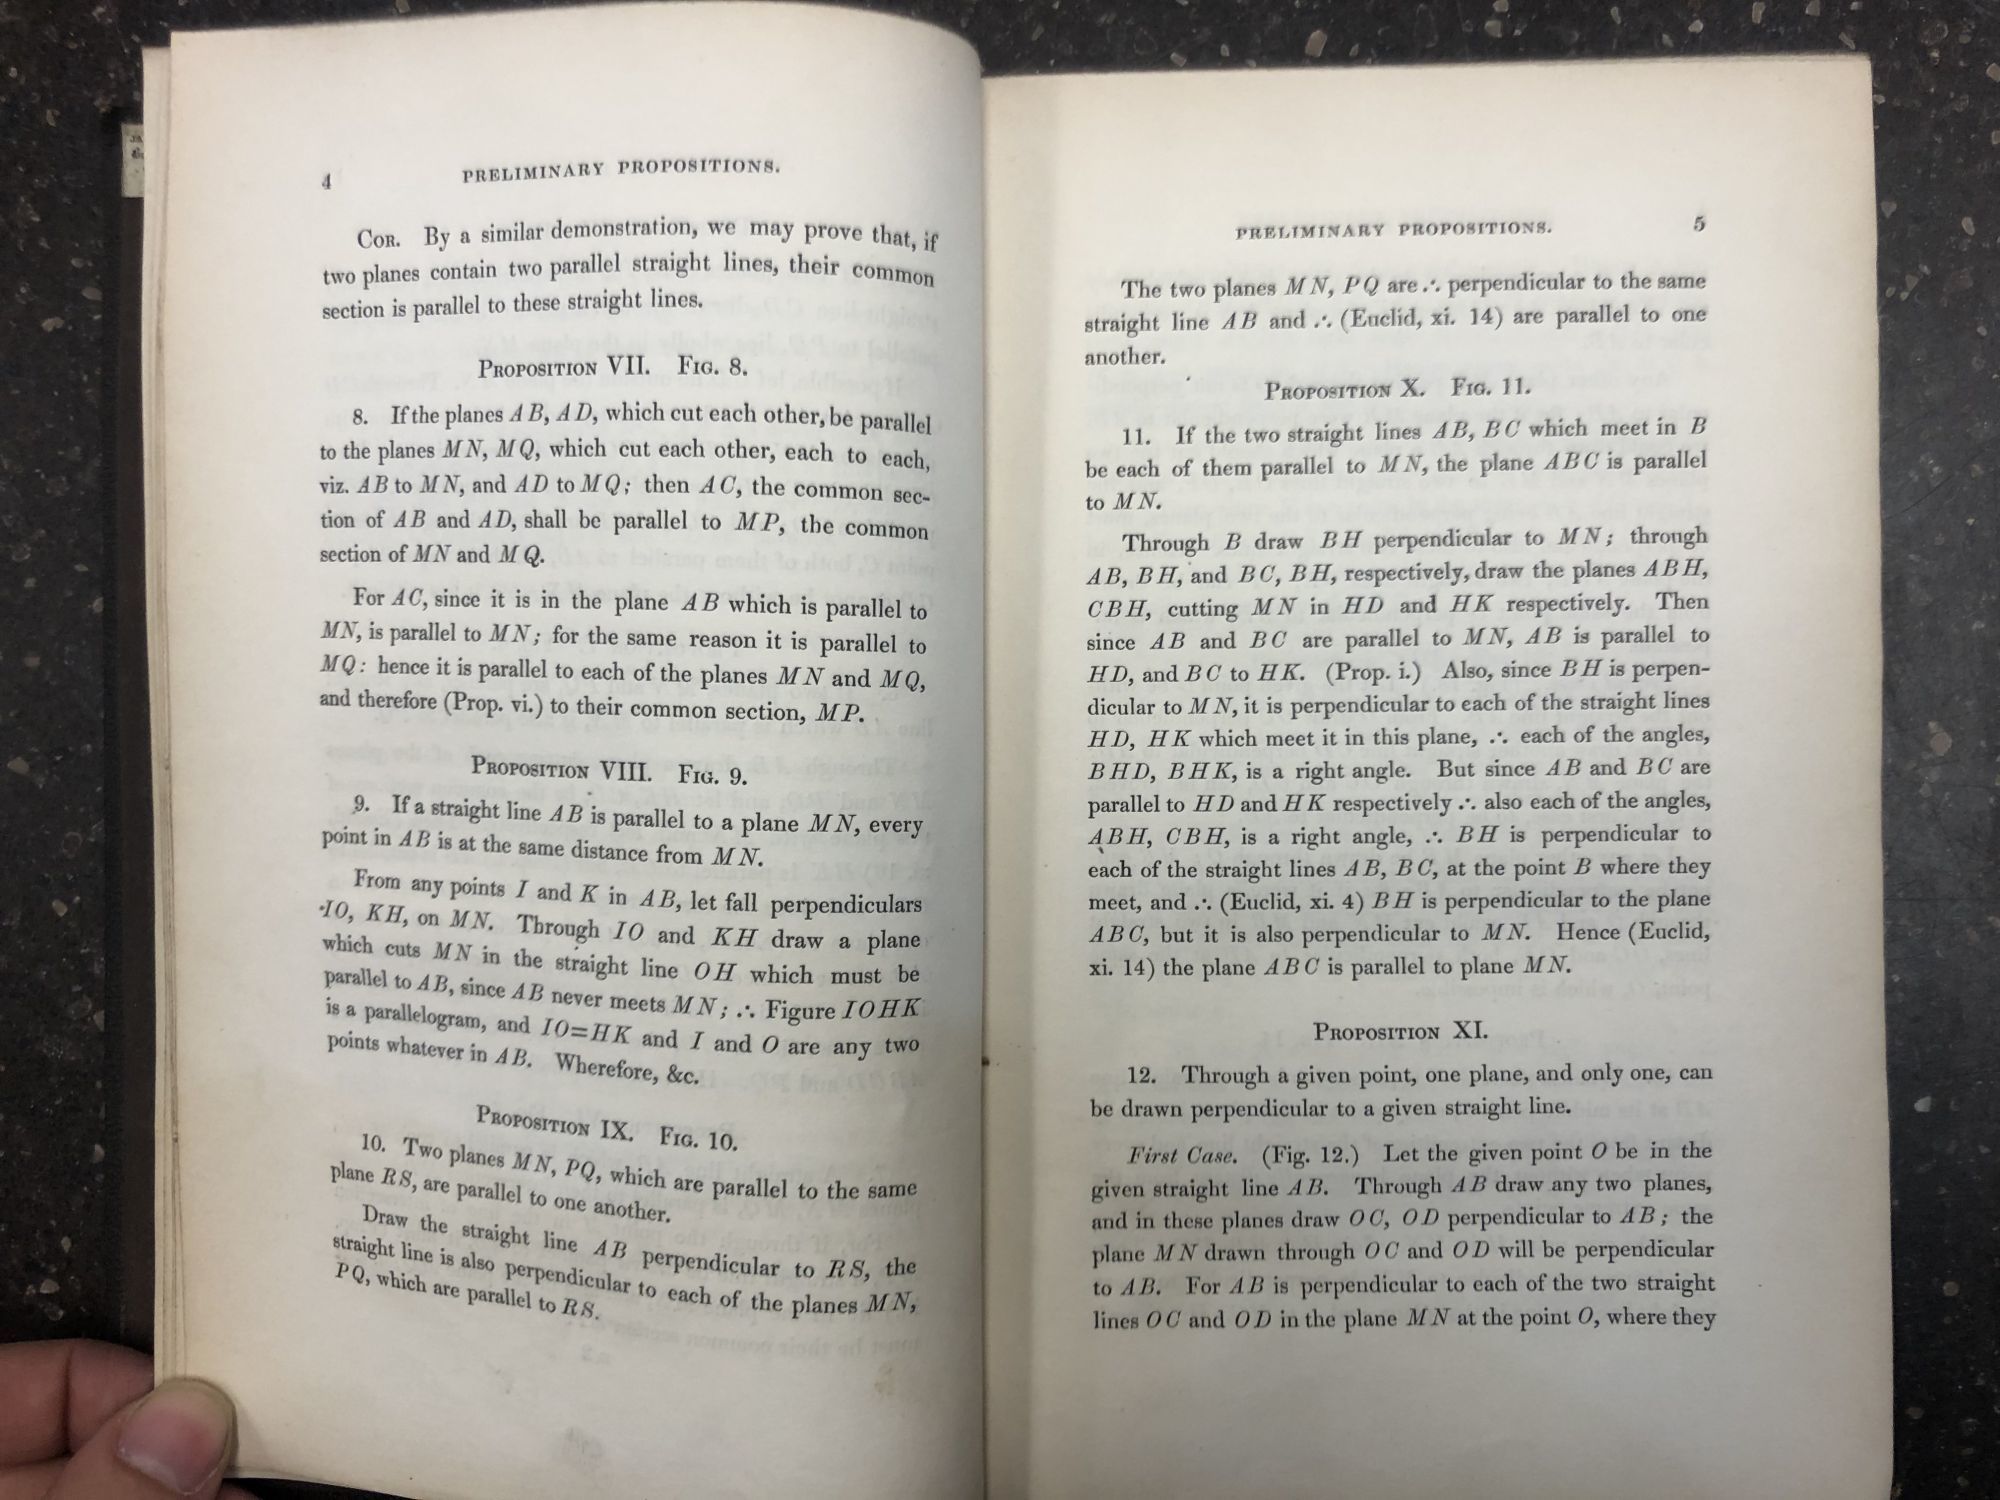 4 PRELIMINARY PROPOSITIONS.
COR. By a similar demonstration, we may prove that, if
two planes contain two parallel straight lines, their common
section is parallel to these straight lines.
PROPOSITION VII. FIG. 8.
8. If the planes AB, AD, which cut each other, be parallel
to the planes MN, MQ, which cut each other, each to each,
viz. AB to MN, and AD to MQ; then AC, the common sec-
tion of AB and AD, shall be parallel to MP, the common
section of MN and MQ.
For AC, since it is in the plane AB which is parallel to
MN, is parallel to MN; for the same reason it is parallel to
MQ: hence it is parallel to each of the planes MN and MQ,
and therefore (Prop. vi.) to their common section, MP.
PROPOSITION VIII. FIG. 9.
9. If a straight line AB is parallel to a plane MN, every
point in AB is at the same distance from MN.
From any points I and K in AB, let fall perpendiculars
IO, KH, on MN. Through IO and KH draw a plane
which cuts MN in the straight line OH which must be
parallel to AB, since AB never meets MN; ∴ Figure IOHK
is a parallelogram, and IO=HK and I and O are any two
points whatever in AB. Wherefore, &c.
PROPOSITION IX. FIG. 10.
10. Two planes MN, PQ, which are parallel to the same
plane RS, are parallel to one another.
Draw the straight line AB perpendicular to RS, the
straight line is also perpendicular to each of the planes MN,
PQ, which are parallel to RS.
PRELIMINARY PROPOSITIONS. 5
The two planes MN, PQ are ∴ perpendicular to the same
straight line AB and ∴ (Euclid, xi. 14) are parallel to one
another.
PROPOSITION X. FIG. 11.
11. If the two straight lines AB, BC which meet in B
be each of them parallel to MN, the plane ABC is parallel
to MN.
Through B draw BH perpendicular to MN; through
AB, BH, and BC, BH, respectively, draw the planes ABH,
CBH, cutting MN in HD and HK respectively. Then
since AB and BC are parallel to MN, AB is parallel to
HD, and BC to HK. (Prop. i.) Also, since BH is perpen-
dicular to MN, it is perpendicular to each of the straight lines
HD, HK which meet it in this plane, ∴ each of the angles,
BHD, BHK, is a right angle. But since AB and BC are
parallel to HD and HK respectively ∴ also each of the angles,
ABH, CBH, is a right angle, ∴ BH is perpendicular to
each of the straight lines AB, BC, at the point B where they
meet, and ∴ (Euclid, xi. 4) BH is perpendicular to the plane
ABC, but it is also perpendicular to MN. Hence (Euclid,
xi. 14) the plane ABC is parallel to plane MN.
PROPOSITION XI.
12. Through a given point, one plane, and only one, can
be drawn perpendicular to a given straight line.
First Case. (Fig. 12.) Let the given point O be in the
given straight line AB. Through AB draw any two planes,
and in these planes draw OC, OD perpendicular to AB; the
plane MN drawn through OC and OD will be perpendicular
to AB. For AB is perpendicular to each of the two straight
lines OC and OD in the plane MN at the point O, where they